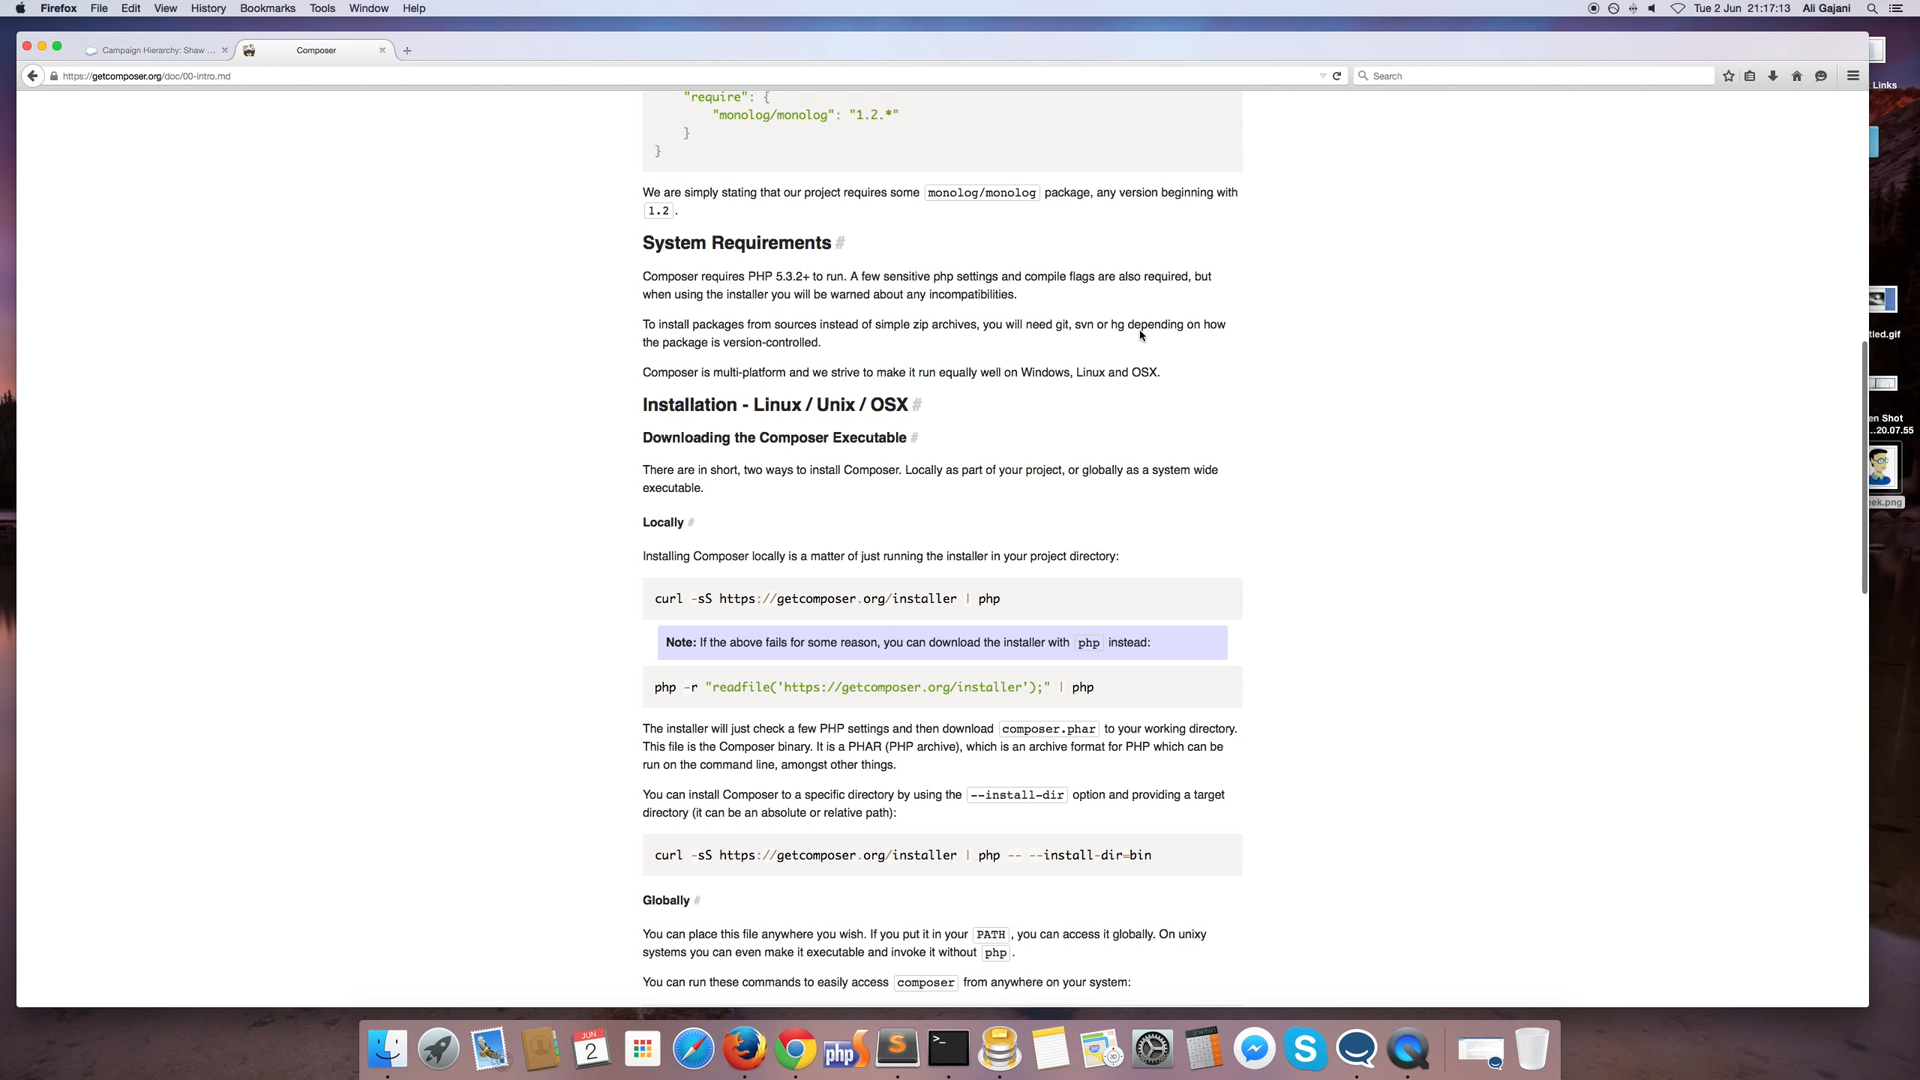 Firefox File Edit View History Bookmarks Tools Window Help Tue 2 Jun 21:17:13 Ali Gajani
Campaign Hierarchy: Shaw ... Composer
https://getcomposer.org/doc/00-intro.md Search
Links
"require": {
"monolog/monolog": "1.2.*"
}
}
We are simply stating that our project requires some monolog/monolog package, any version beginning with
1.2 .
System Requirements #
Composer requires PHP 5.3.2+ to run. A few sensitive php settings and compile flags are also required, but
when using the installer you will be warned about any incompatibilities.
To install packages from sources instead of simple zip archives, you will need git, svn or hg depending on how
the package is version-controlled.
Composer is multi-platform and we strive to make it run equally well on Windows, Linux and OSX.
Installation - Linux / Unix / OSX #
Downloading the Composer Executable #
There are in short, two ways to install Composer. Locally as part of your project, or globally as a system wide
executable.
Locally #
Installing Composer locally is a matter of just running the installer in your project directory:
curl -sS https://getcomposer.org/installer | php
Note: If the above fails for some reason, you can download the installer with php instead:
php -r "readfile('https://getcomposer.org/installer');" | php
The installer will just check a few PHP settings and then download composer.phar to your working directory.
This file is the Composer binary. It is a PHAR (PHP archive), which is an archive format for PHP which can be
run on the command line, amongst other things.
You can install Composer to a specific directory by using the --install-dir option and providing a target
directory (it can be an absolute or relative path):
curl -sS https://getcomposer.org/installer | php -- --install-dir=bin
Globally #
You can place this file anywhere you wish. If you put it in your PATH , you can access it globally. On unixy
systems you can even make it executable and invoke it without php .
You can run these commands to easily access composer from anywhere on your system:
tled.gif
en Shot
...20.07.55
eek.png
JUN
2
php
S
>_
S